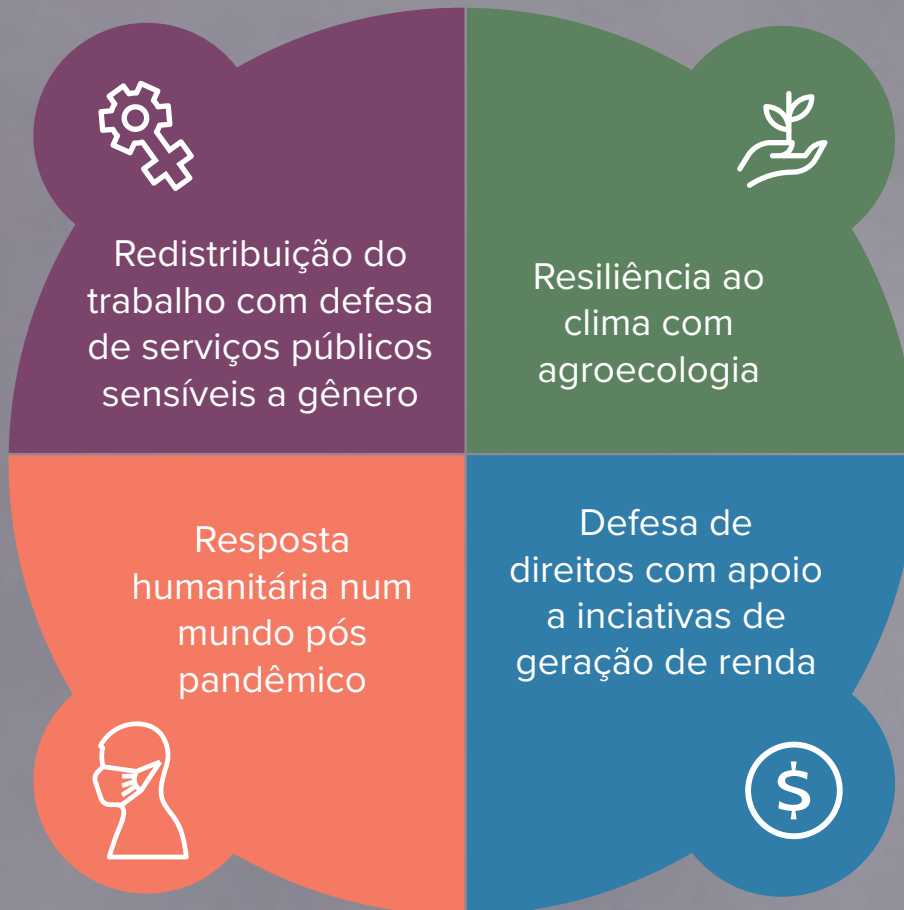 Redistribuição do
trabalho com defesa
de serviços públicos
sensíveis a gênero
Resiliência ao
clima com
agroecologia
Resposta
humanitária num
mundo pós
pandêmico
Defesa de
direitos com apoio
a inciativas de
geração de renda
$